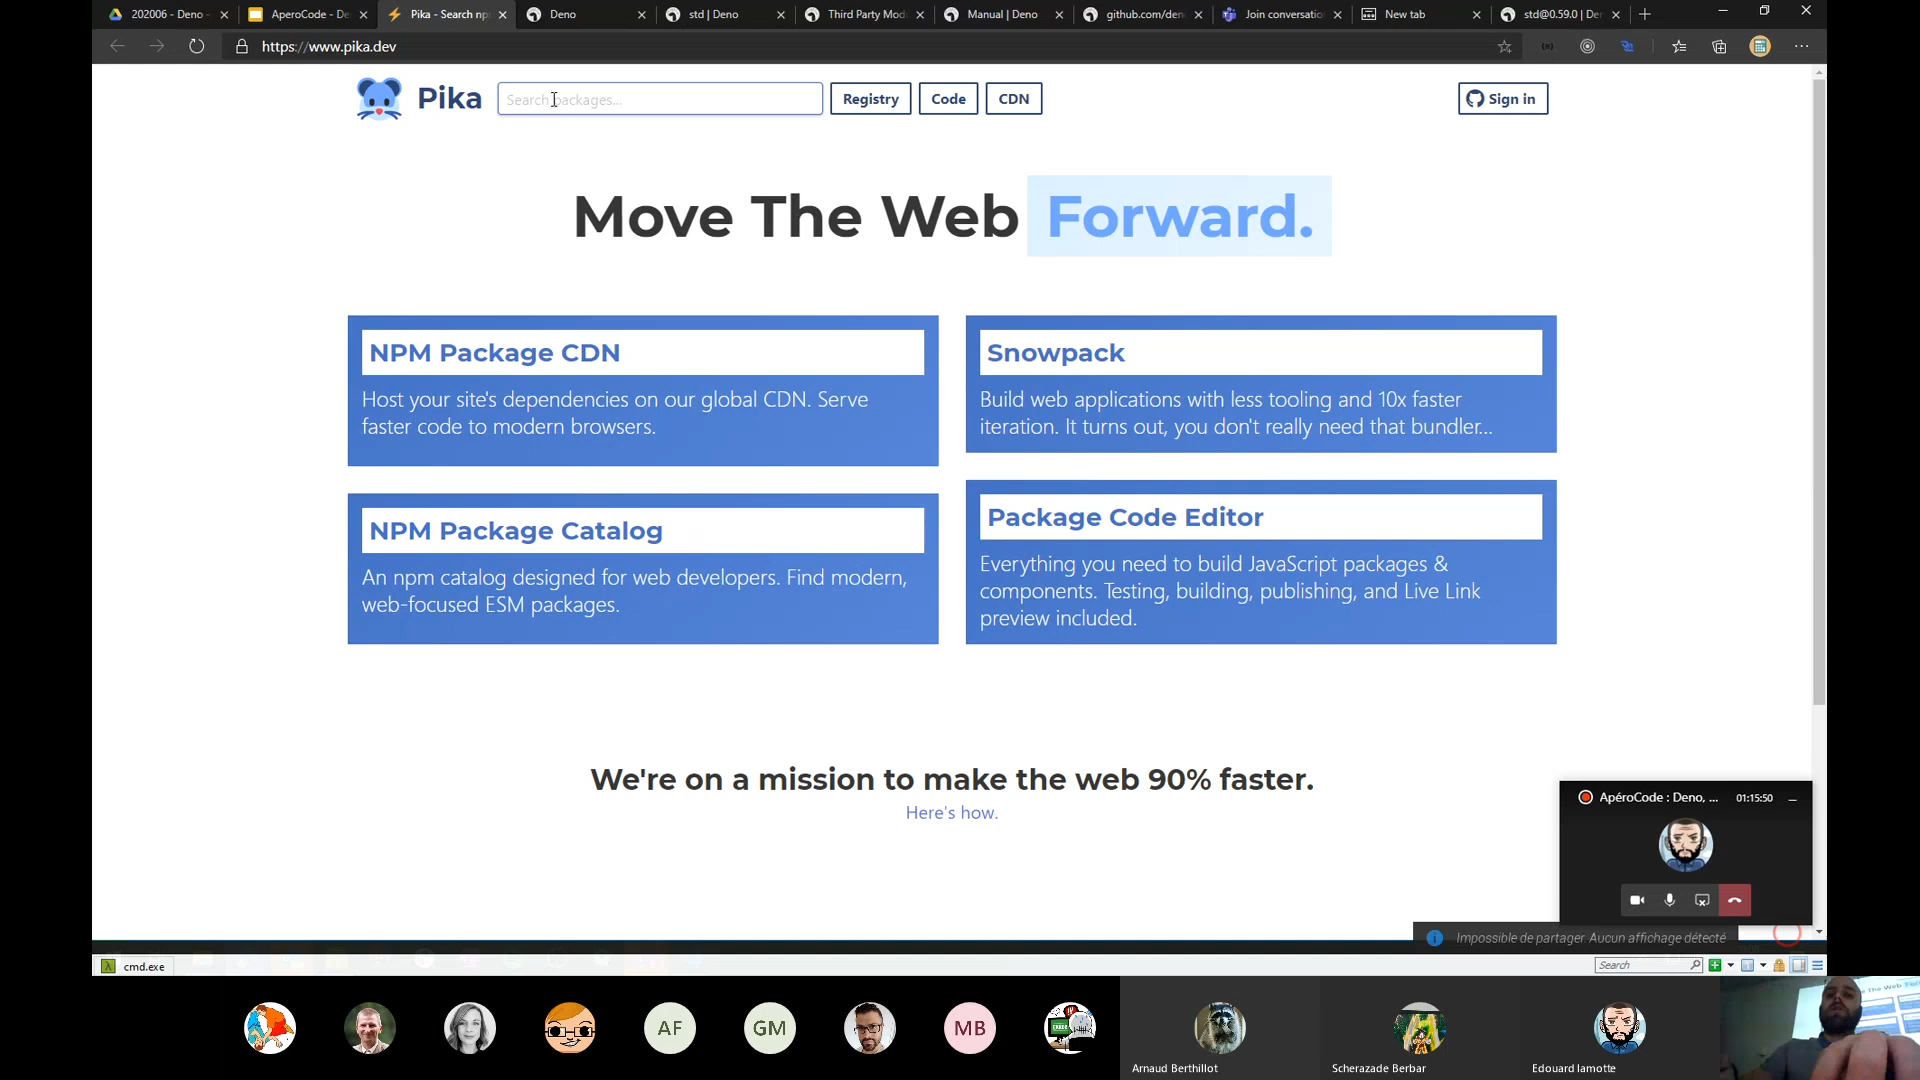 202006 - Deno -
AperoCode - De
Pika - Search np
Deno
std | Deno
Third Party Mod
Manual | Deno
github.com/den
Join conversatio
New tab
std@0.59.0 | De
https://www.pika.dev
Pika
Search packages...
Registry
Code
CDN
Sign in
Move The Web Forward.
NPM Package CDN
Host your site's dependencies on our global CDN. Serve
faster code to modern browsers.
Snowpack
Build web applications with less tooling and 10x faster
iteration. It turns out, you don't really need that bundler...
NPM Package Catalog
An npm catalog designed for web developers. Find modern,
web-focused ESM packages.
Package Code Editor
Everything you need to build JavaScript packages &
components. Testing, building, publishing, and Live Link
preview included.
We're on a mission to make the web 90% faster.
Here's how.
ApéroCode : Deno, ...
01:15:50
Impossible de partager. Aucun affichage détecté
cmd.exe
Search
AF
GM
MB
Arnaud Berthillot
Scherazade Berbar
Edouard lamotte